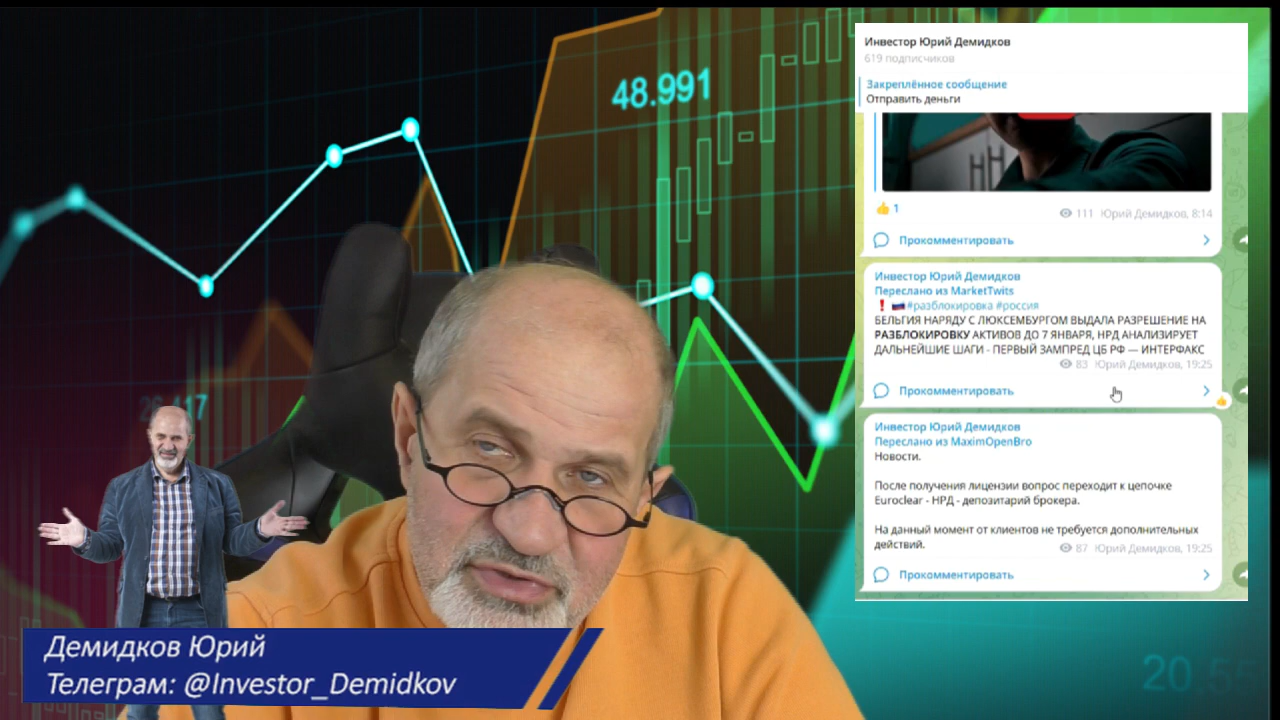 48.991
Инвестор Юрий Демидков
619 подписчиков
Закреплённое сообщение
Отправить деньги
1
111 Юрий Демидков, 8:14
Прокомментировать
Инвестор Юрий Демидков
Переслано из MarketTwits
#разблокировка #россия
БЕЛЬГИЯ НАРЯДУ С ЛЮКСЕМБУРГОМ ВЫДАЛА РАЗРЕШЕНИЕ НА
РАЗБЛОКИРОВКУ АКТИВОВ ДО 7 ЯНВАРЯ, НРД АНАЛИЗИРУЕТ
ДАЛЬНЕЙШИЕ ШАГИ - ПЕРВЫЙ ЗАМПРЕД ЦБ РФ — ИНТЕРФАКС
83 Юрий Демидков, 19:25
Прокомментировать
Инвестор Юрий Демидков
Переслано из MaximOpenBro
Новости.
После получения лицензии вопрос переходит к цепочке
Euroclear - НРД - депозитарий брокера.
На данный момент от клиентов не требуется дополнительных
действий.
87 Юрий Демидков, 19:25
Прокомментировать
Демидков Юрий
Телеграм: @Investor_Demidkov